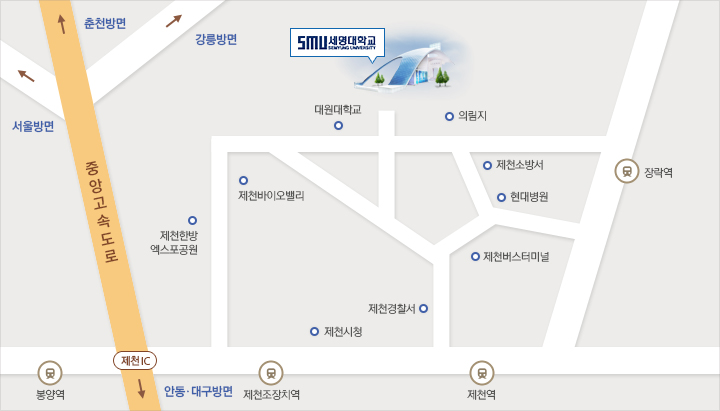 춘천방면
강릉방면
SMU 세명대학교
SEMYUNG UNIVERSITY
서울방면
대원대학교
의림지
제천소방서
장락역
중앙고속도로
제천바이오밸리
현대병원
제천한방
엑스포공원
제천버스터미널
제천경찰서
제천시청
제천IC
봉양역
안동·대구방면
제천조장치역
제천역